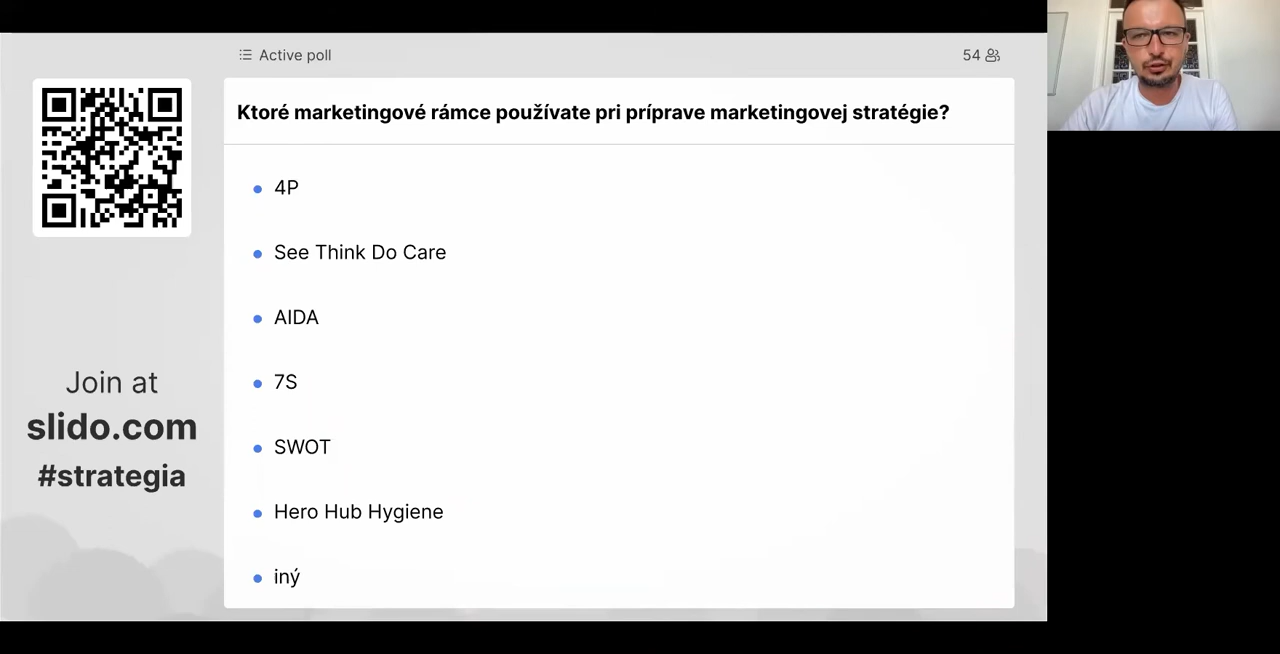 Active poll
54
Ktoré marketingové rámce používate pri príprave marketingovej stratégie?
4P
See Think Do Care
AIDA
7S
SWOT
Hero Hub Hygiene
iný
Join at
slido.com
#strategia